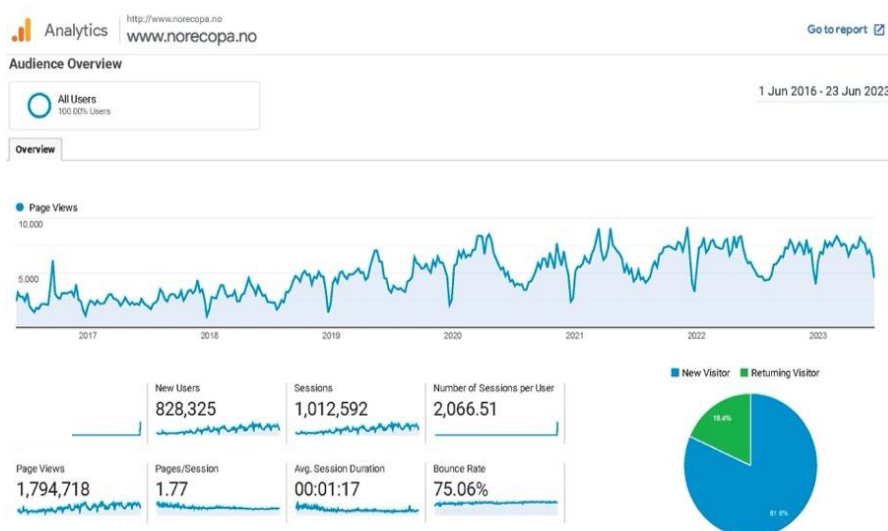 http://www.norecopa.no
Analytics
www.norecopa.no
Go to report
Audience Overview
All Users
100.00% Users
1 Jun 2016 - 23 Jun 2023
Overview
Page Views
10,000
5,000
2017 2018 2019 2020 2021 2022 2023
New Visitor Returning Visitor
New Users Sessions Number of Sessions per User
828,325 1,012,592 2,066.51
18.4%
Page Views Pages/Session Avg. Session Duration Bounce Rate
1,794,718 1.77 00:01:17 75.06%
81.6%